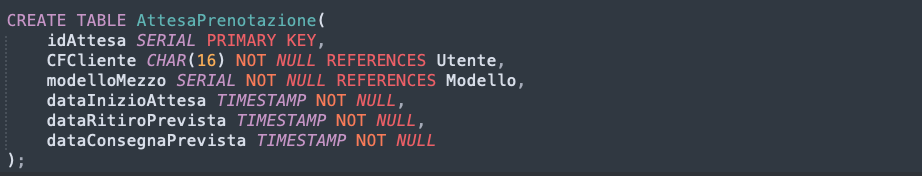 CREATE TABLE AttesaPrenotazione(
idAttesa SERIAL PRIMARY KEY,
CFCliente CHAR(16) NOT NULL REFERENCES Utente,
modelloMezzo SERIAL NOT NULL REFERENCES Modello,
dataInizioAttesa TIMESTAMP NOT NULL,
dataRitiroPrevista TIMESTAMP NOT NULL,
dataConsegnaPrevista TIMESTAMP NOT NULL
);